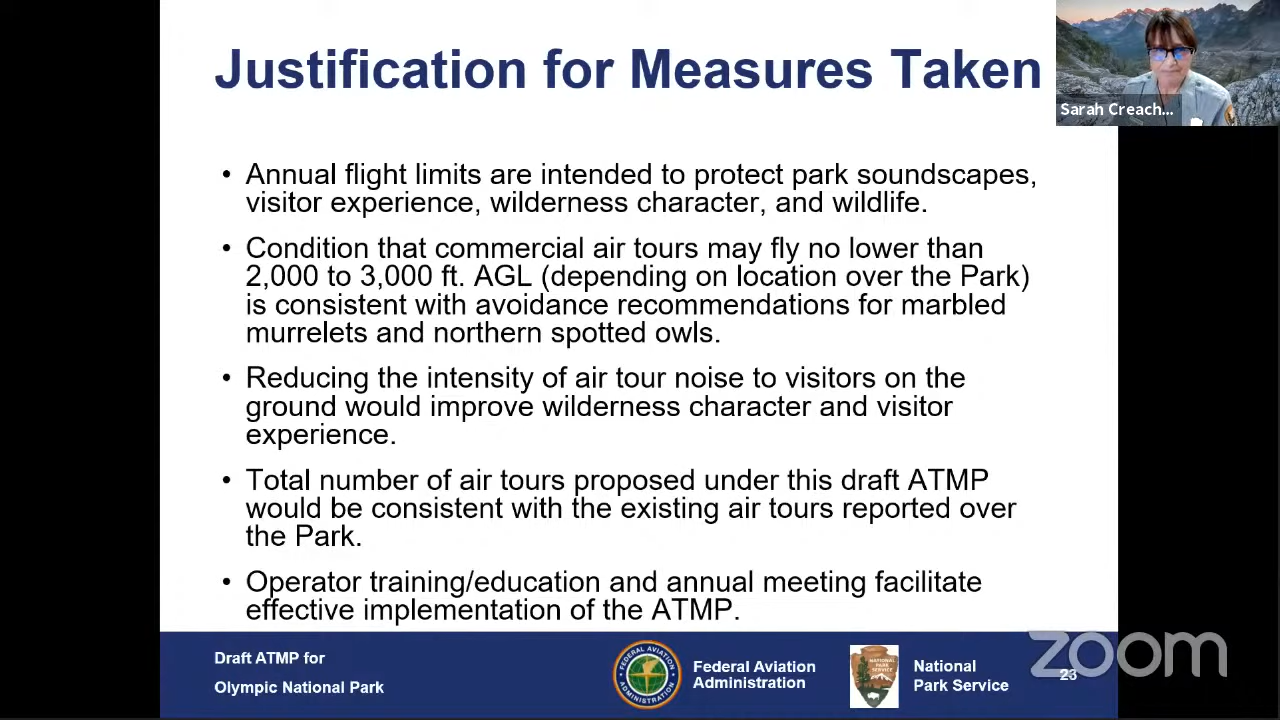 Justification for Measures Taken
Sarah Creach...
• Annual flight limits are intended to protect park soundscapes,
visitor experience, wilderness character, and wildlife.
• Condition that commercial air tours may fly no lower than
2,000 to 3,000 ft. AGL (depending on location over the Park)
is consistent with avoidance recommendations for marbled
murrelets and northern spotted owls.
• Reducing the intensity of air tour noise to visitors on the
ground would improve wilderness character and visitor
experience.
• Total number of air tours proposed under this draft ATMP
would be consistent with the existing air tours reported over
the Park.
• Operator training/education and annual meeting facilitate
effective implementation of the ATMP.
Draft ATMP for
Olympic National Park
FEDERAL AVIATION
ADMINISTRATION
Federal Aviation
Administration
NATIONAL
PARK
SERVICE
National
Park Service
23
zoom